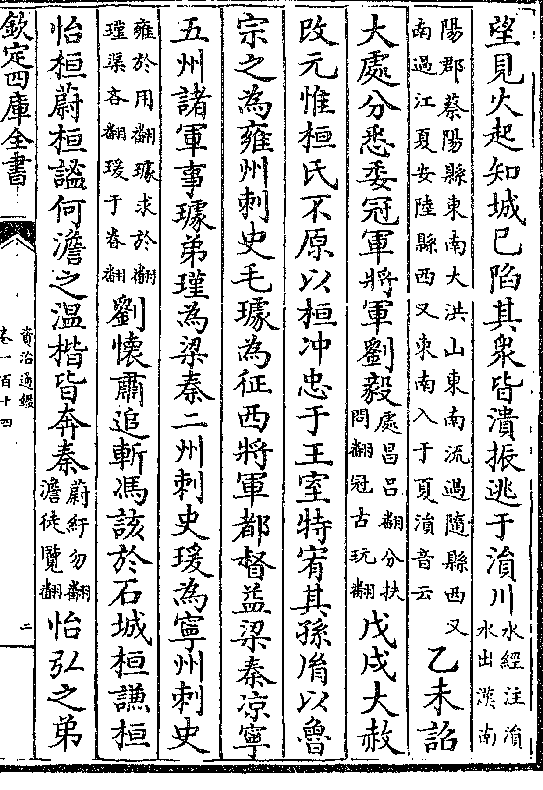 望見火起知城已陷其衆皆潰振逃于溳川水經注溳水出漢南
陽郡蔡陽縣東南大洪山東南流過隨縣西又南過江夏安陸縣西又東南入于夏溳音云乙未詔
大處分悉委冠軍將軍劉毅處昌吕翻分扶問翻冠古玩翻戊戌大赦
改元惟桓氏不原以桓冲忠于王室特宥其孫胤以魯
宗之為雍州刺史毛璩為征西將軍都督益梁秦凉寧
五州諸軍事璩弟瑾為梁秦二州刺史瑗為寧州刺史
雍於用翻璩求於翻瑾渠吝翻瑗于眷翻劉懷肅追斬馮該於石城桓謙桓
怡桓蔚桓謐何澹之温楷皆奔秦蔚紆勿翻澹徒覽翻怡弘之弟
欽定四庫全書
資治通鑑
卷一百十四
二